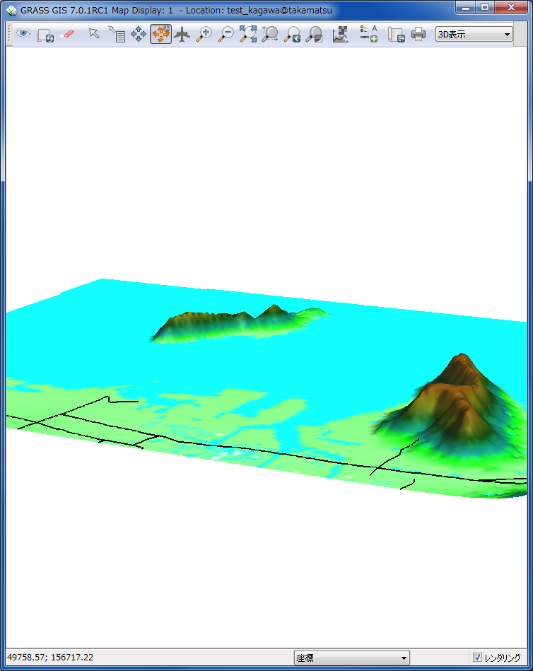 GRASS GIS 7.0.1RC1 Map Display: 1 - Location: test_kagawa@takamatsu
3D表示
49758.57; 156717.22
座標
レンダリング